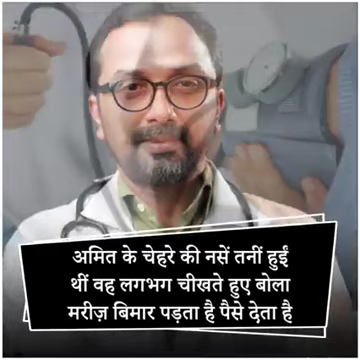 अमित के चेहरे की नसें तनीं हुईं
थीं वह लगभग चीखते हुए बोला
मरीज़ बिमार पड़ता है पैसे देता है